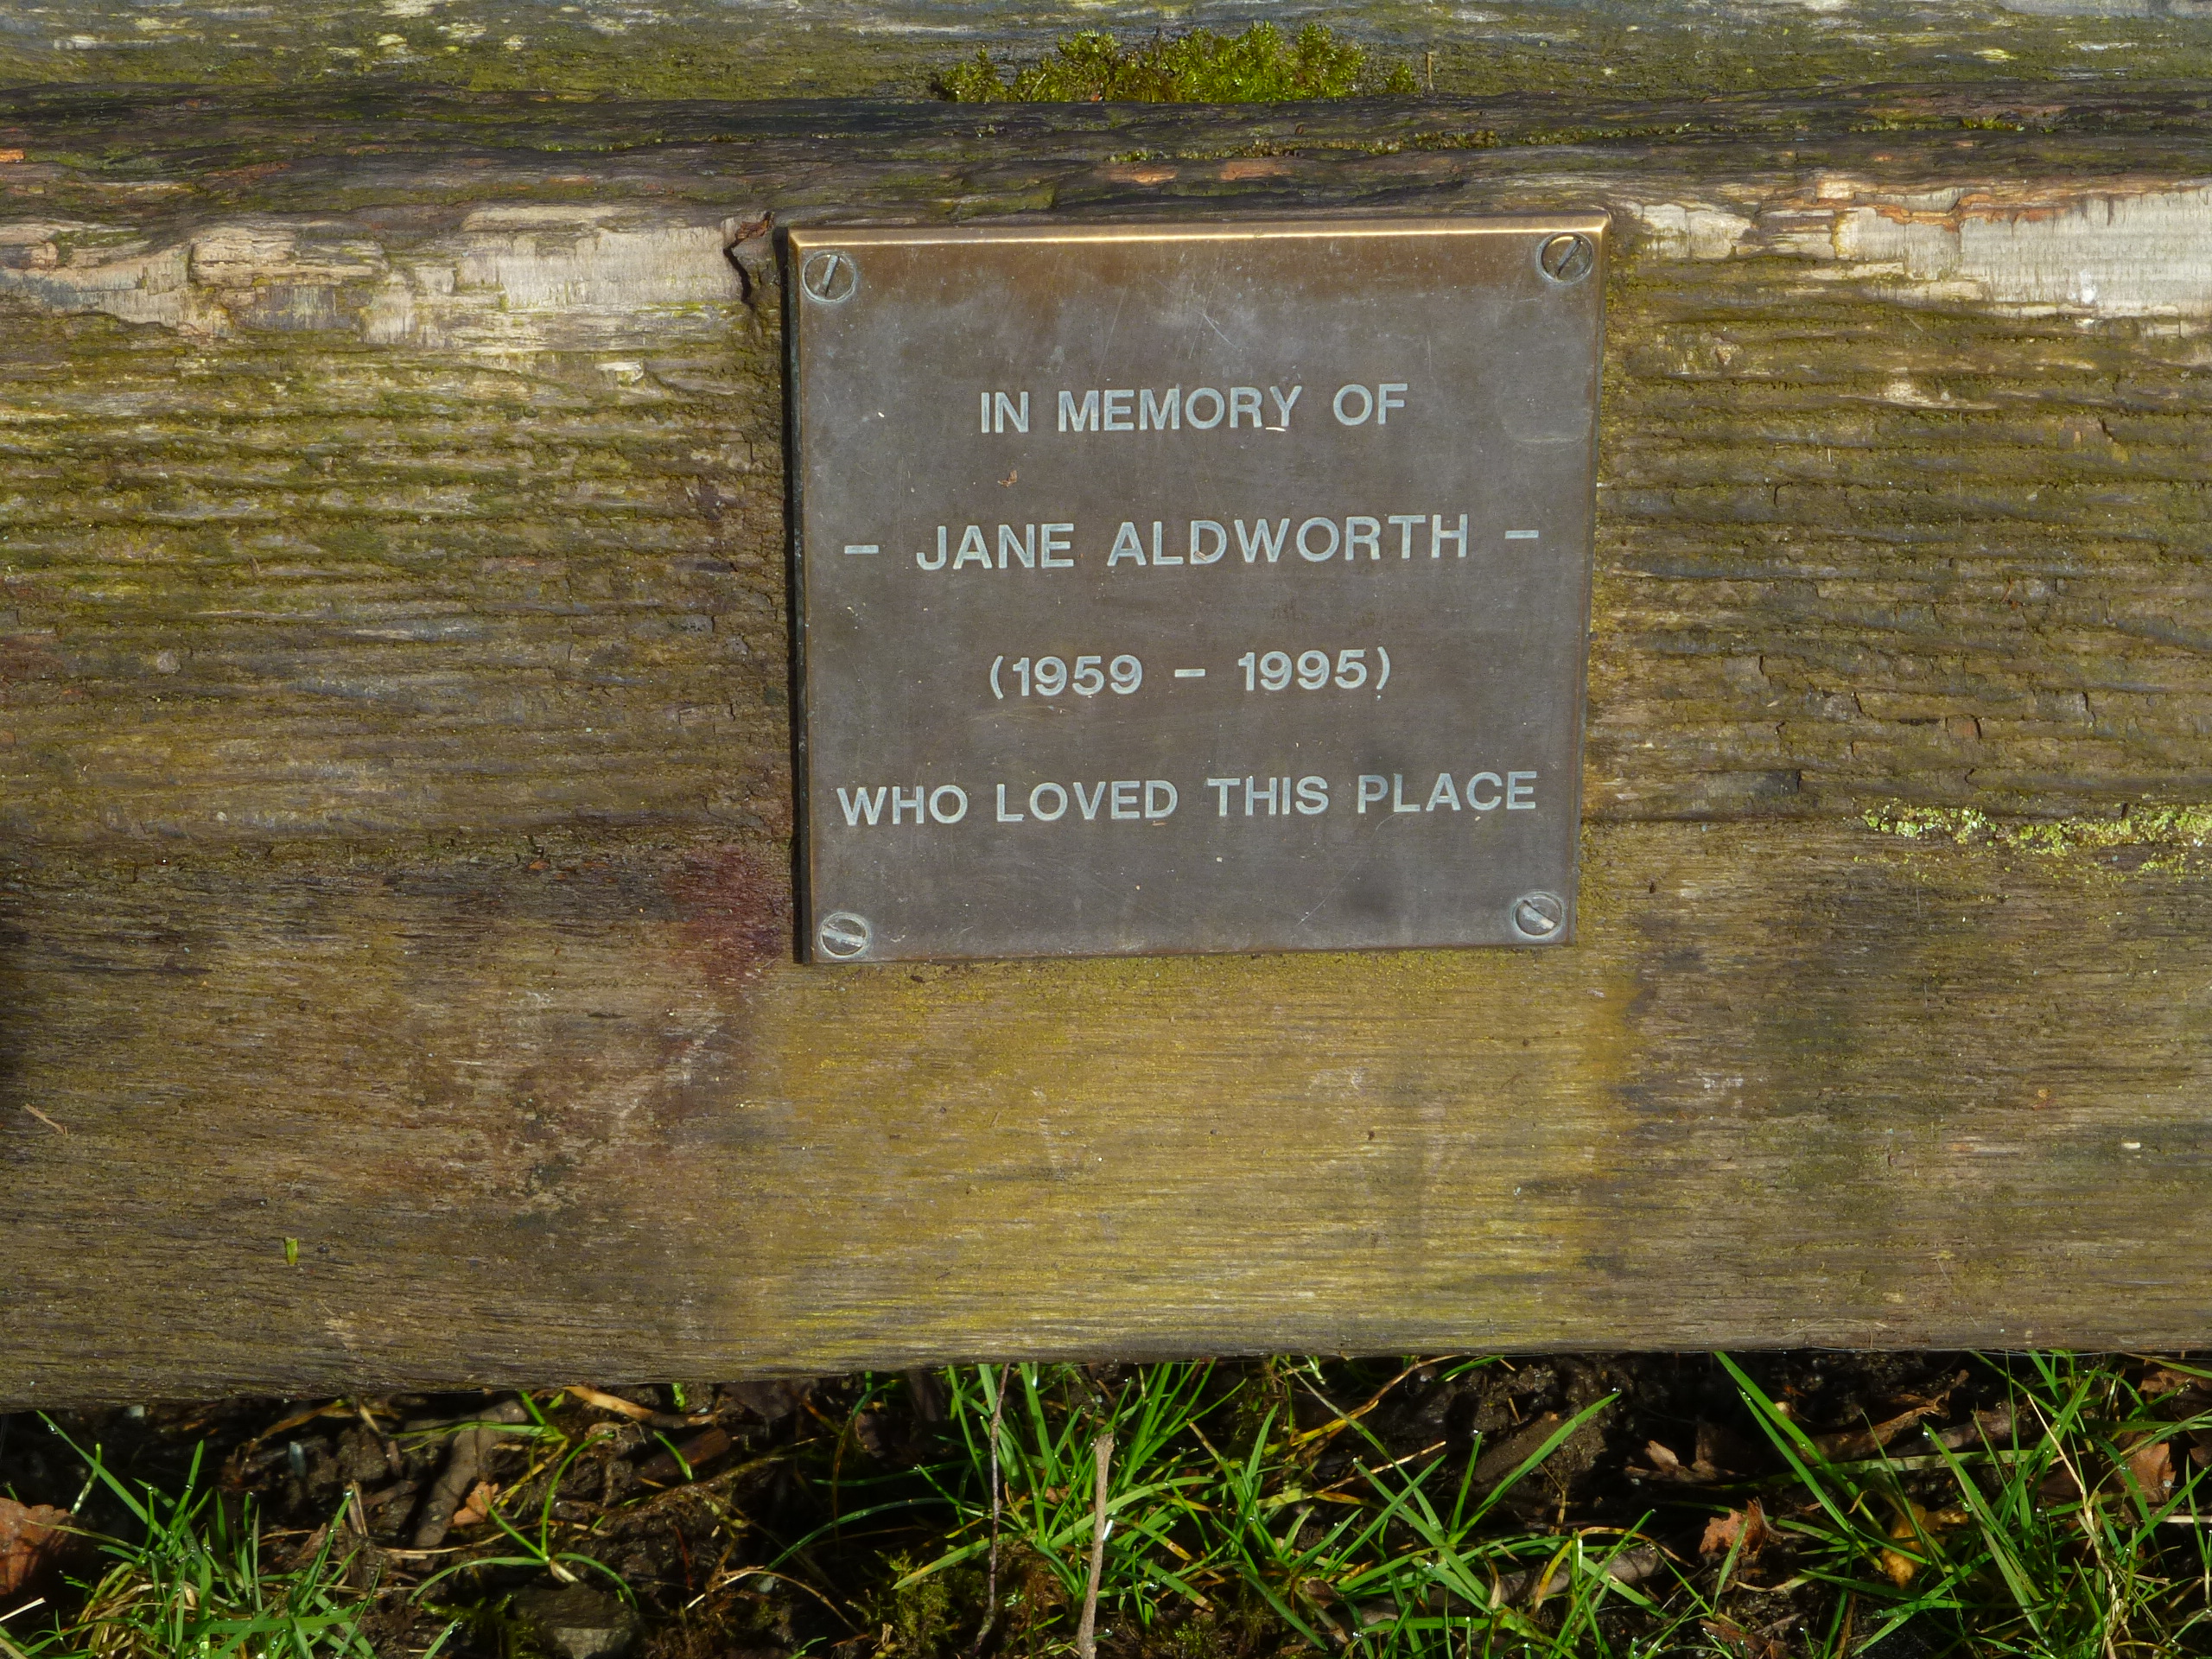 IN MEMORY OF
- JANE ALDWORTH -
(1959 - 1995)
WHO LOVED THIS PLACE